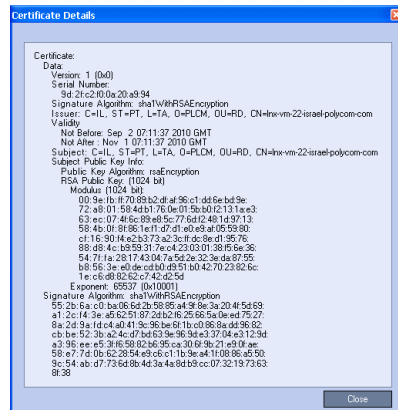 Certificate Details
Certificate:
Data:
Version: 1 (0x0)
Serial Number:
9d:2f:c2:f0:0a:20:a9:94
Signature Algorithm: sha1WithRSAEncryption
Issuer: C=IL, ST=PT, L=TA, O=PLCM, OU=RD, CN=lnx-vm-22-israel-polycom-com
Validity
Not Before: Sep 2 07:11:37 2010 GMT
Not After : Nov 1 07:11:37 2010 GMT
Subject: C=IL, ST=PT, L=TA, O=PLCM, OU=RD, CN=lnx-vm-22-israel-polycom-com
Subject Public Key Info:
Public Key Algorithm: rsaEncryption
RSA Public Key: (1024 bit)
Modulus (1024 bit):
00:9e:fb:ff:70:89:b2:df:af:96:c1:dd:6e:bd:9e:
72:a8:01:58:4d:b1:76:0e:01:5b:b0:f2:13:1a:e3:
63:ec:07:4f:6c:89:e8:5c:77:6d:f2:48:1d:97:13:
58:4b:0f:8f:86:1e:f1:d7:d1:e0:e9:af:05:59:80:
cf:16:90:f4:e2:b3:73:a2:3c:ff:dc:8e:d1:95:76:
88:d8:4c:b9:59:31:7e:c4:23:03:01:38:f5:6e:36:
54:7f:fa:28:17:43:04:7a:5d:2e:32:3e:da:87:55:
b8:56:3e:e0:de:cd:b0:d9:51:b0:42:70:23:82:6c:
1e:c6:d8:82:62:c7:42:d2:5d
Exponent: 65537 (0x10001)
Signature Algorithm: sha1WithRSAEncryption
55:2b:6a:c0:ba:06:6d:2b:58:85:a4:9f:8e:3a:20:4f:5d:69:
a1:2c:f4:3e:a5:62:51:87:2d:b2:f6:25:66:5a:0e:ed:75:27:
8a:2d:9a:fd:c4:a0:41:9c:96:be:6f:1b:c0:86:8a:dd:96:82:
cb:be:52:3b:a2:4c:d7:bd:63:9e:96:9d:e3:37:04:e3:12:9d:
a3:96:ee:e5:3f:f6:58:82:b6:95:ca:30:6f:9b:21:e9:0f:ae:
58:e7:7d:0b:62:28:54:e9:c6:c1:1b:9e:a4:1f:08:86:a5:50:
9c:54:ab:d7:73:6d:8b:4d:3a:4a:8d:b9:cc:07:32:19:73:63:
8f:38
Close